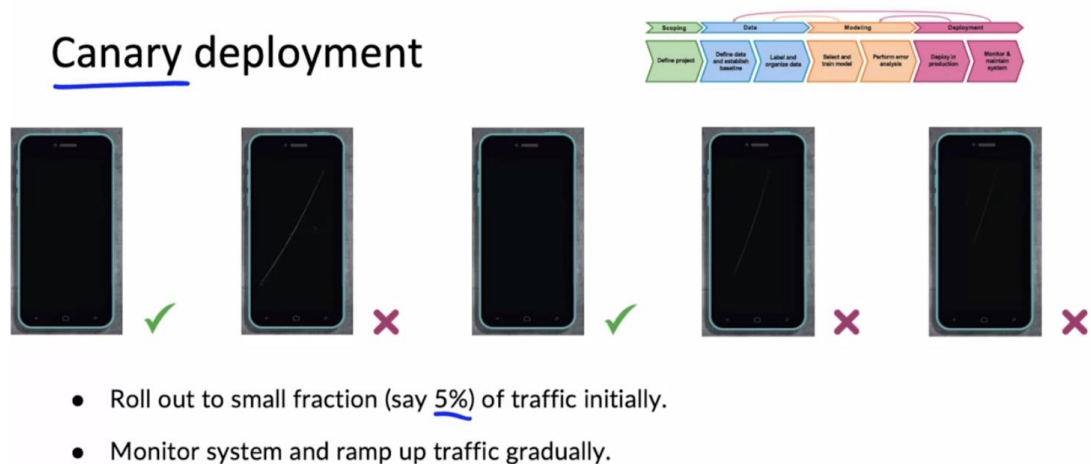 Canary deployment
Scoping Data Modeling Deployment
Define project
Define data and establish baseline
Label and organize data
Select and train model
Perform error analysis
Deploy in production
Monitor & maintain system
• Roll out to small fraction (say 5%) of traffic initially.
• Monitor system and ramp up traffic gradually.